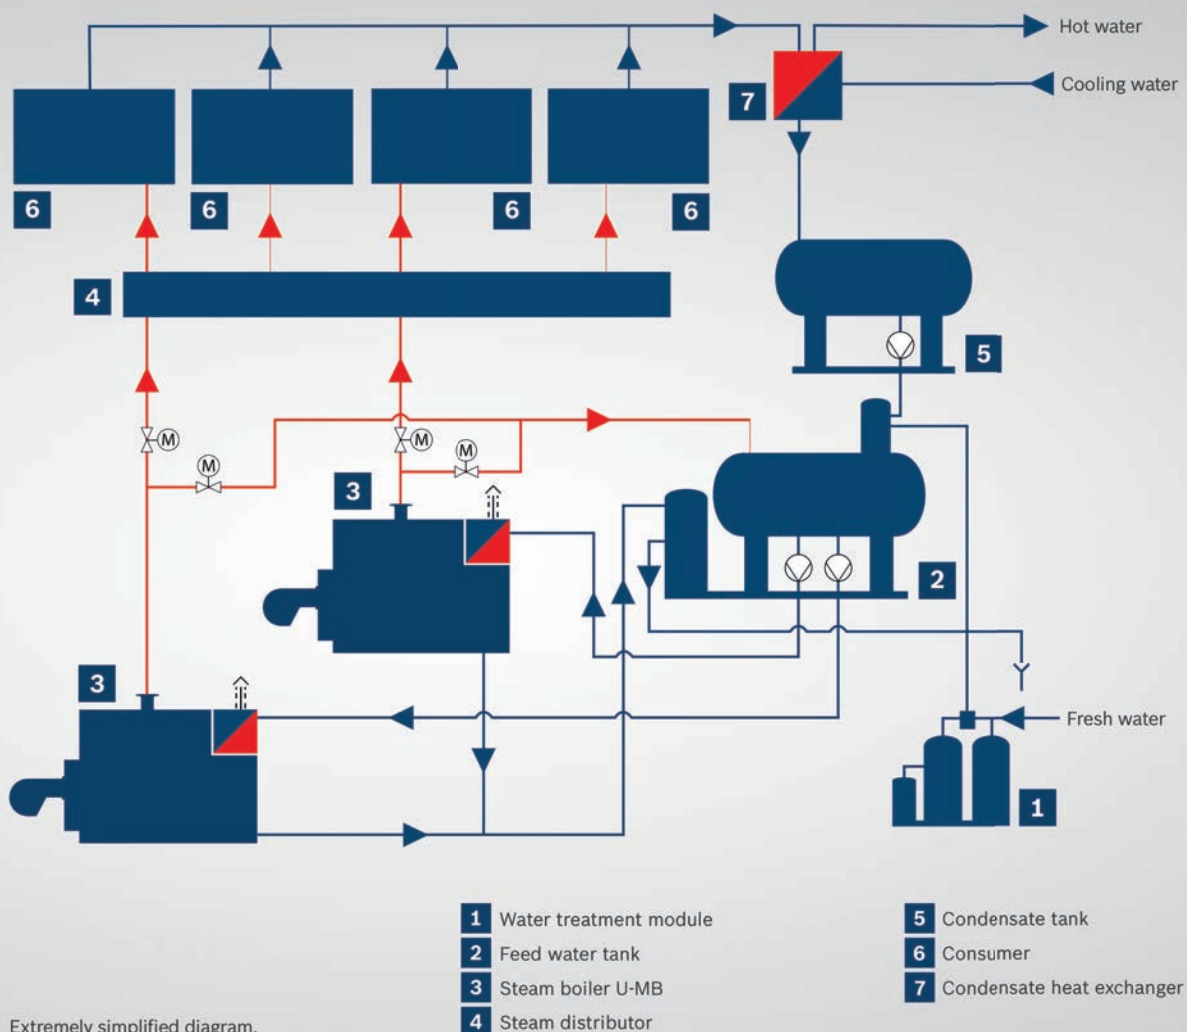 Hot water
Cooling water
7
6
6
6
6
4
5
M
M
M
M
3
2
3
Fresh water
1
1 Water treatment module
2 Feed water tank
3 Steam boiler U-MB
4 Steam distributor
5 Condensate tank
6 Consumer
7 Condensate heat exchanger
Extremely simplified diagram.